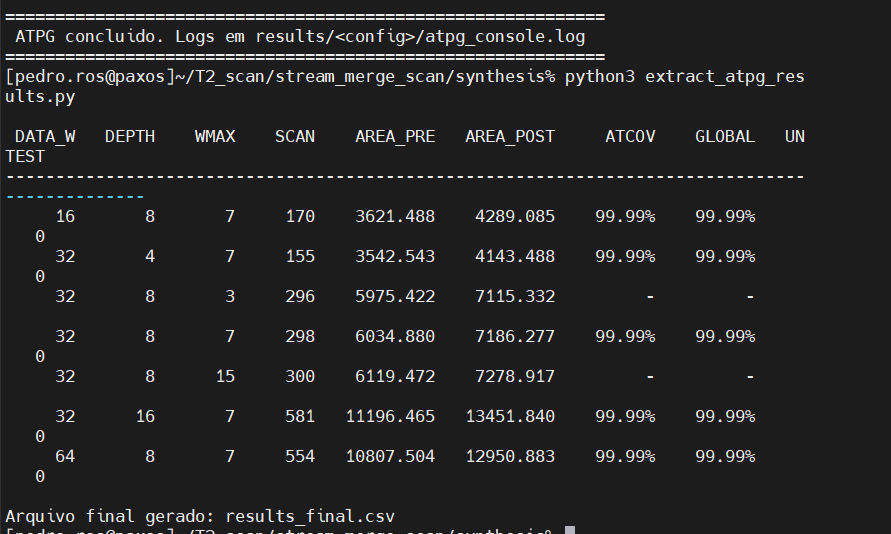 ============================================================
ATPG concluido. Logs em results/<config>/atpg_console.log
============================================================
[pedro.ros@paxos]~/T2_scan/stream_merge_scan/synthesis% python3 extract_atpg_res
ults.py
DATA_W   DEPTH    WMAX    SCAN    AREA_PRE   AREA_POST     ATCOV    GLOBAL   UN
TEST
--------------------------------------------------------------------------------
--------------
16       8       7     170    3621.488    4289.085    99.99%    99.99%
0
32       4       7     155    3542.543    4143.488    99.99%    99.99%
0
32       8       3     296    5975.422    7115.332         -         -
32       8       7     298    6034.880    7186.277    99.99%    99.99%
0
32       8      15     300    6119.472    7278.917         -         -
32      16       7     581   11196.465   13451.840    99.99%    99.99%
0
64       8       7     554   10807.504   12950.883    99.99%    99.99%
0
Arquivo final gerado: results_final.csv
[pedro.ros@paxos]~/T2_scan/stream_merge_scan/synthesis%